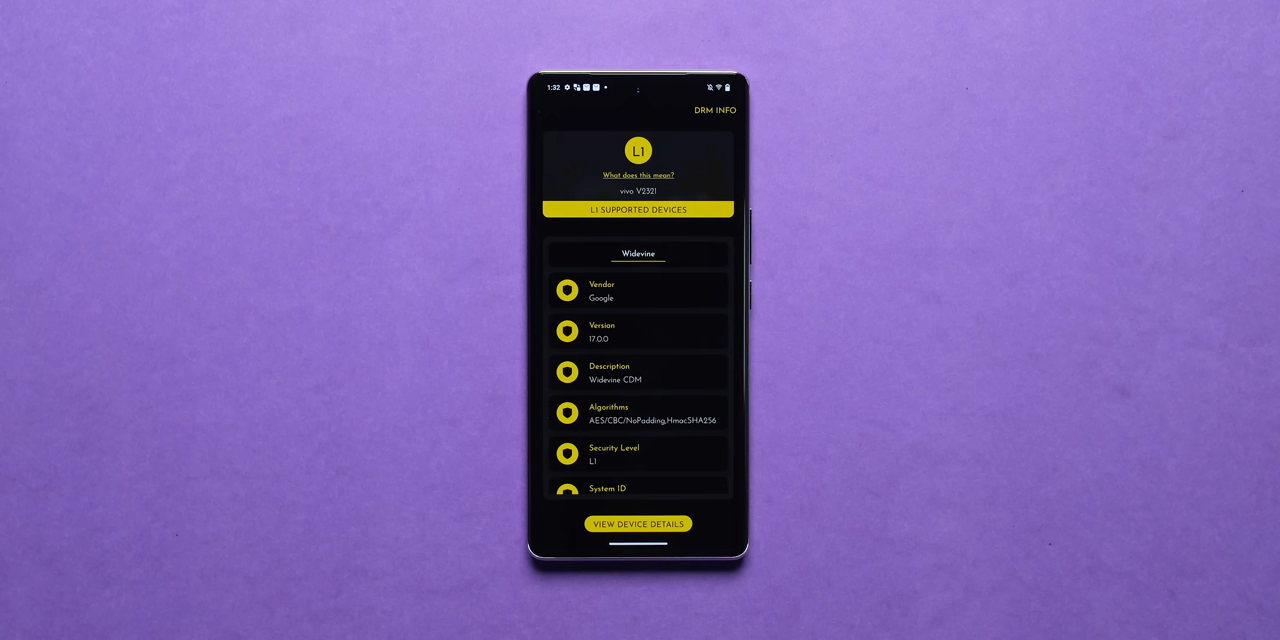 1:32
DRM INFO
L1
What does this mean?
vivo V2321
L1 SUPPORTED DEVICES
Widevine
Vendor
Google
Version
17.0.0
Description
Widevine CDM
Algorithms
AES/CBC/NoPadding,HmacSHA256
Security Level
L1
System ID
VIEW DEVICE DETAILS